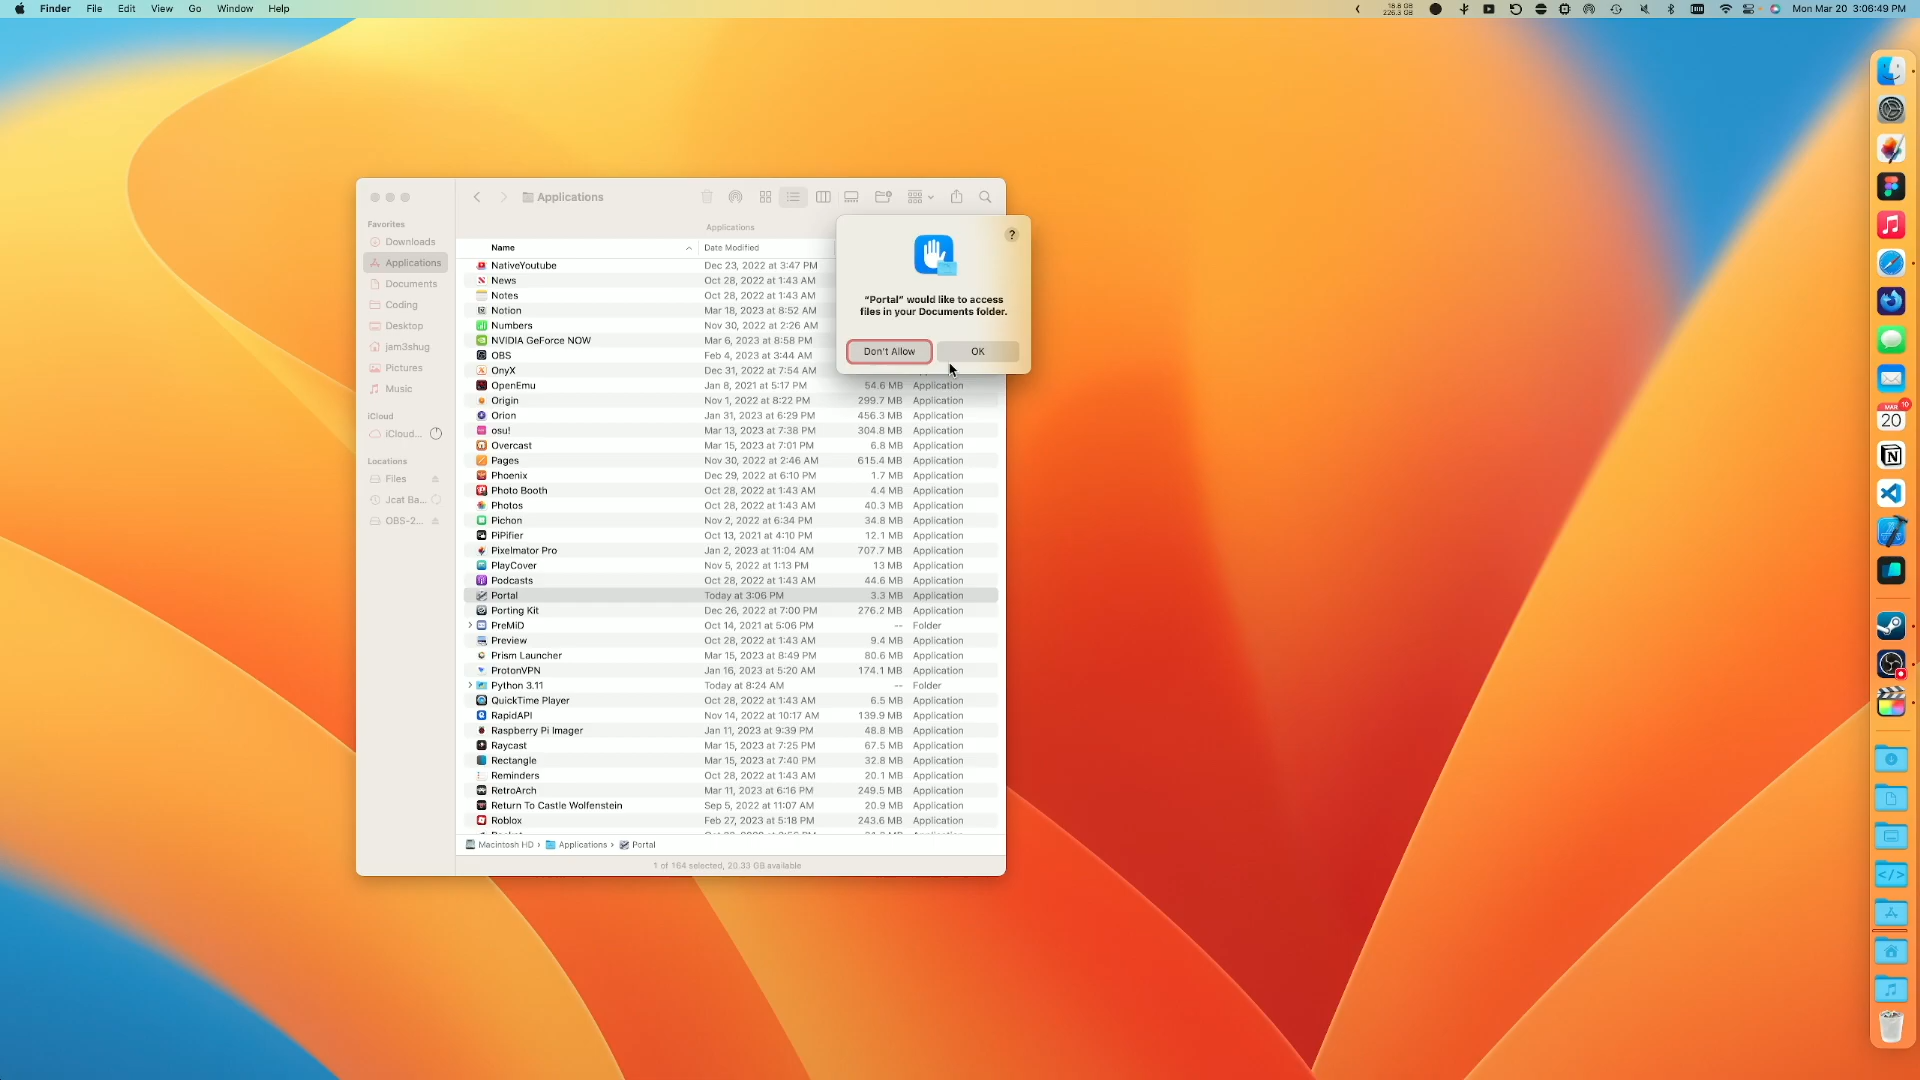 Finder File Edit View Go Window Help
18.8 GB
226.3 GB
Mon Mar 20 3:06:49 PM
Applications
Favorites
Downloads
Applications
Documents
Coding
Desktop
jam3shug
Pictures
Music
iCloud
iCloud...
Locations
Files
Jcat Ba...
OBS-2...
Applications
Name Date Modified
NativeYoutube Dec 23, 2022 at 3:47 PM
News Oct 28, 2022 at 1:43 AM
Notes Oct 28, 2022 at 1:43 AM
Notion Mar 18, 2023 at 8:52 AM
Numbers Nov 30, 2022 at 2:26 AM
NVIDIA GeForce NOW Mar 6, 2023 at 8:58 PM
OBS Feb 4, 2023 at 3:44 AM
OnyX Dec 31, 2022 at 7:54 AM
OpenEmu Jan 8, 2021 at 5:17 PM 54.6 MB Application
Origin Nov 1, 2022 at 8:22 PM 299.7 MB Application
Orion Jan 31, 2023 at 6:29 PM 456.3 MB Application
osu! Mar 13, 2023 at 7:38 PM 304.8 MB Application
Overcast Mar 15, 2023 at 7:01 PM 6.8 MB Application
Pages Nov 30, 2022 at 2:46 AM 615.4 MB Application
Phoenix Dec 29, 2022 at 6:10 PM 1.7 MB Application
Photo Booth Oct 28, 2022 at 1:43 AM 4.4 MB Application
Photos Oct 28, 2022 at 1:43 AM 40.3 MB Application
Pichon Nov 2, 2022 at 6:34 PM 34.8 MB Application
PiPifier Oct 13, 2021 at 4:10 PM 12.1 MB Application
Pixelmator Pro Jan 2, 2023 at 11:04 AM 707.7 MB Application
PlayCover Nov 5, 2022 at 1:13 PM 13 MB Application
Podcasts Oct 28, 2022 at 1:43 AM 44.6 MB Application
Portal Today at 3:06 PM 3.3 MB Application
Porting Kit Dec 26, 2022 at 7:00 PM 276.2 MB Application
PreMiD Oct 14, 2021 at 5:06 PM -- Folder
Preview Oct 28, 2022 at 1:43 AM 9.4 MB Application
Prism Launcher Mar 15, 2023 at 8:49 PM 80.6 MB Application
ProtonVPN Jan 16, 2023 at 5:20 AM 174.1 MB Application
Python 3.11 Today at 8:24 AM -- Folder
QuickTime Player Oct 28, 2022 at 1:43 AM 6.5 MB Application
RapidAPI Nov 14, 2022 at 10:17 AM 139.9 MB Application
Raspberry Pi Imager Jan 11, 2023 at 9:39 PM 48.8 MB Application
Raycast Mar 15, 2023 at 7:25 PM 67.5 MB Application
Rectangle Mar 15, 2023 at 7:40 PM 32.8 MB Application
Reminders Oct 28, 2022 at 1:43 AM 20.1 MB Application
RetroArch Mar 11, 2023 at 6:16 PM 249.5 MB Application
Return To Castle Wolfenstein Sep 5, 2022 at 11:07 AM 20.9 MB Application
Roblox Feb 27, 2023 at 5:18 PM 243.6 MB Application
Macintosh HD › Applications › Portal
1 of 164 selected, 20.33 GB available
?
“Portal” would like to access
files in your Documents folder.
Don't Allow OK
MAR 10
20